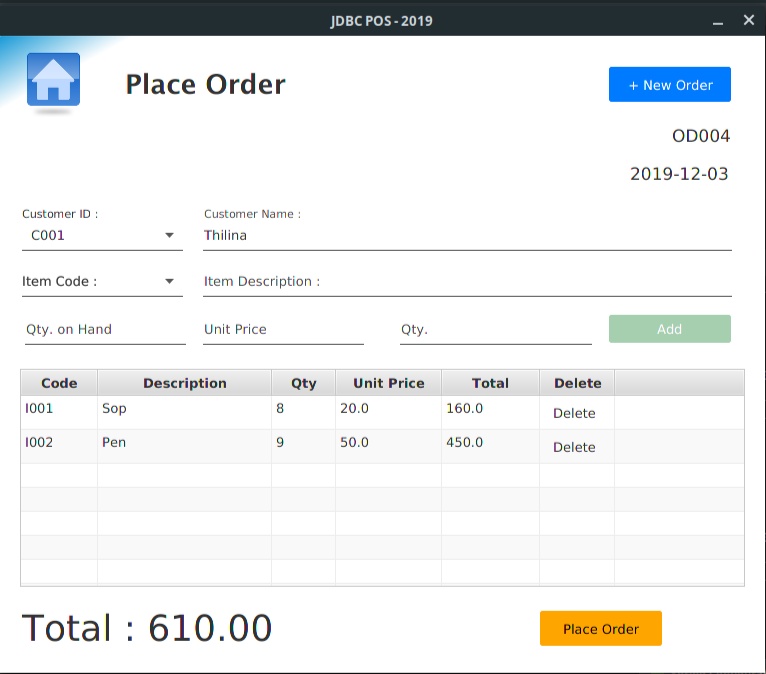 JDBC POS - 2019
Place Order
+ New Order
OD004
2019-12-03
Customer ID : Customer Name :
C001 Thilina
Item Code : Item Description :
Qty. on Hand Unit Price Qty. Add
Code Description Qty Unit Price Total Delete
I001 Sop 8 20.0 160.0 Delete
I002 Pen 9 50.0 450.0 Delete
Total : 610.00 Place Order